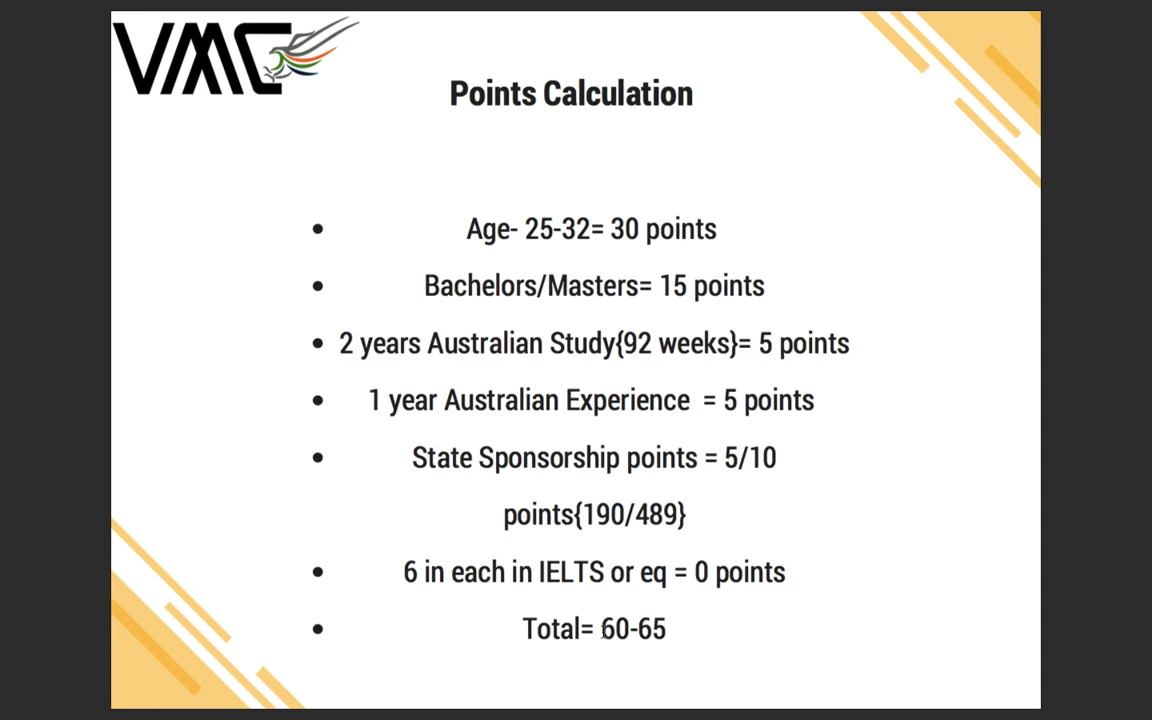 VMC
Points Calculation
• Age- 25-32= 30 points
• Bachelors/Masters= 15 points
• 2 years Australian Study{92 weeks}= 5 points
• 1 year Australian Experience = 5 points
• State Sponsorship points = 5/10
points{190/489}
• 6 in each in IELTS or eq = 0 points
• Total= 60-65